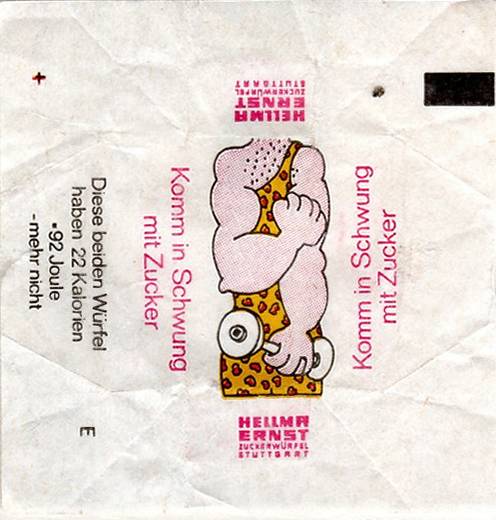 HELLMA
ERNST
ZUCKERWÜRFEL
STUTTGART
Komm in Schwung
mit Zucker
Komm in Schwung
mit Zucker
Diese beiden Würfel
haben 22 Kalorien
•92 Joule
-mehr nicht
E
HELLMA
ERNST
ZUCKERWÜRFEL
STUTTGART